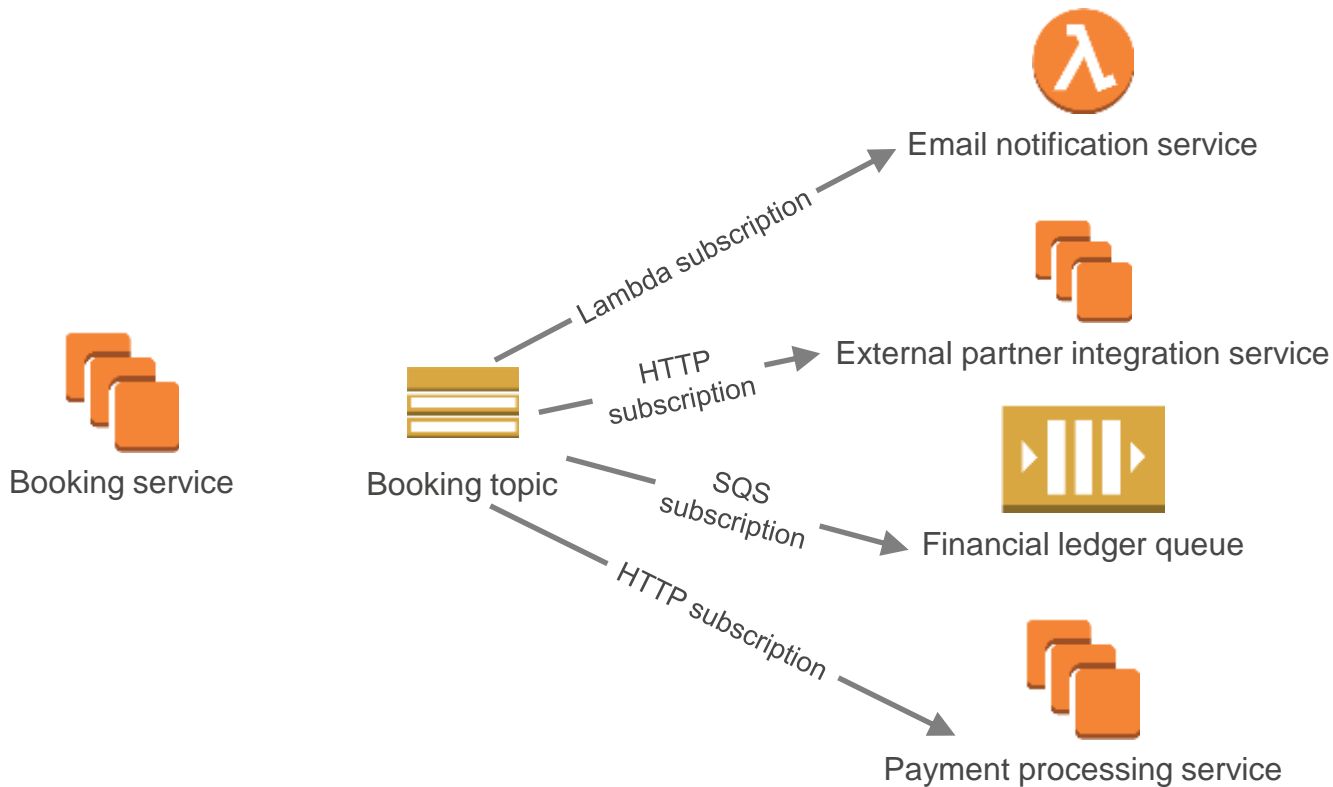 λ
Email notification service
Lambda subscription
External partner integration service
HTTP
subscription
Booking service
Booking topic
SQS
subscription
Financial ledger queue
HTTP subscription
Payment processing service